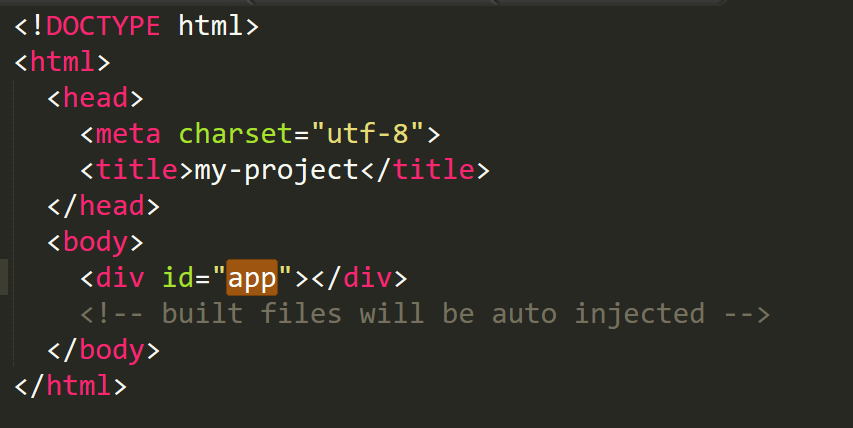 <!DOCTYPE html>
<html>
  <head>
    <meta charset="utf-8">
    <title>my-project</title>
  </head>
  <body>
    <div id="app"></div>
    <!-- built files will be auto injected -->
  </body>
</html>